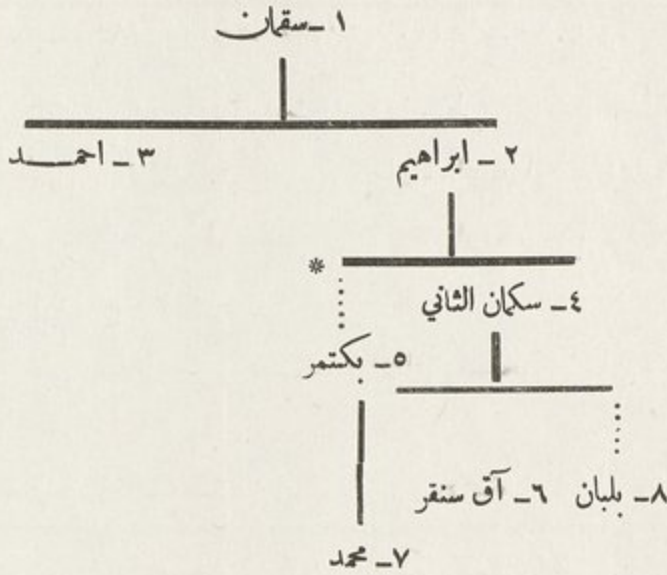 ١ ـ سقمان
٢ ـ ابراهيم ٣ ـ احمد
*
٤ ـ سكمان الثاني
٥ ـ بكتمر
٨ ـ بلبان ٦ ـ آق سنقر
٧ ـ محمد